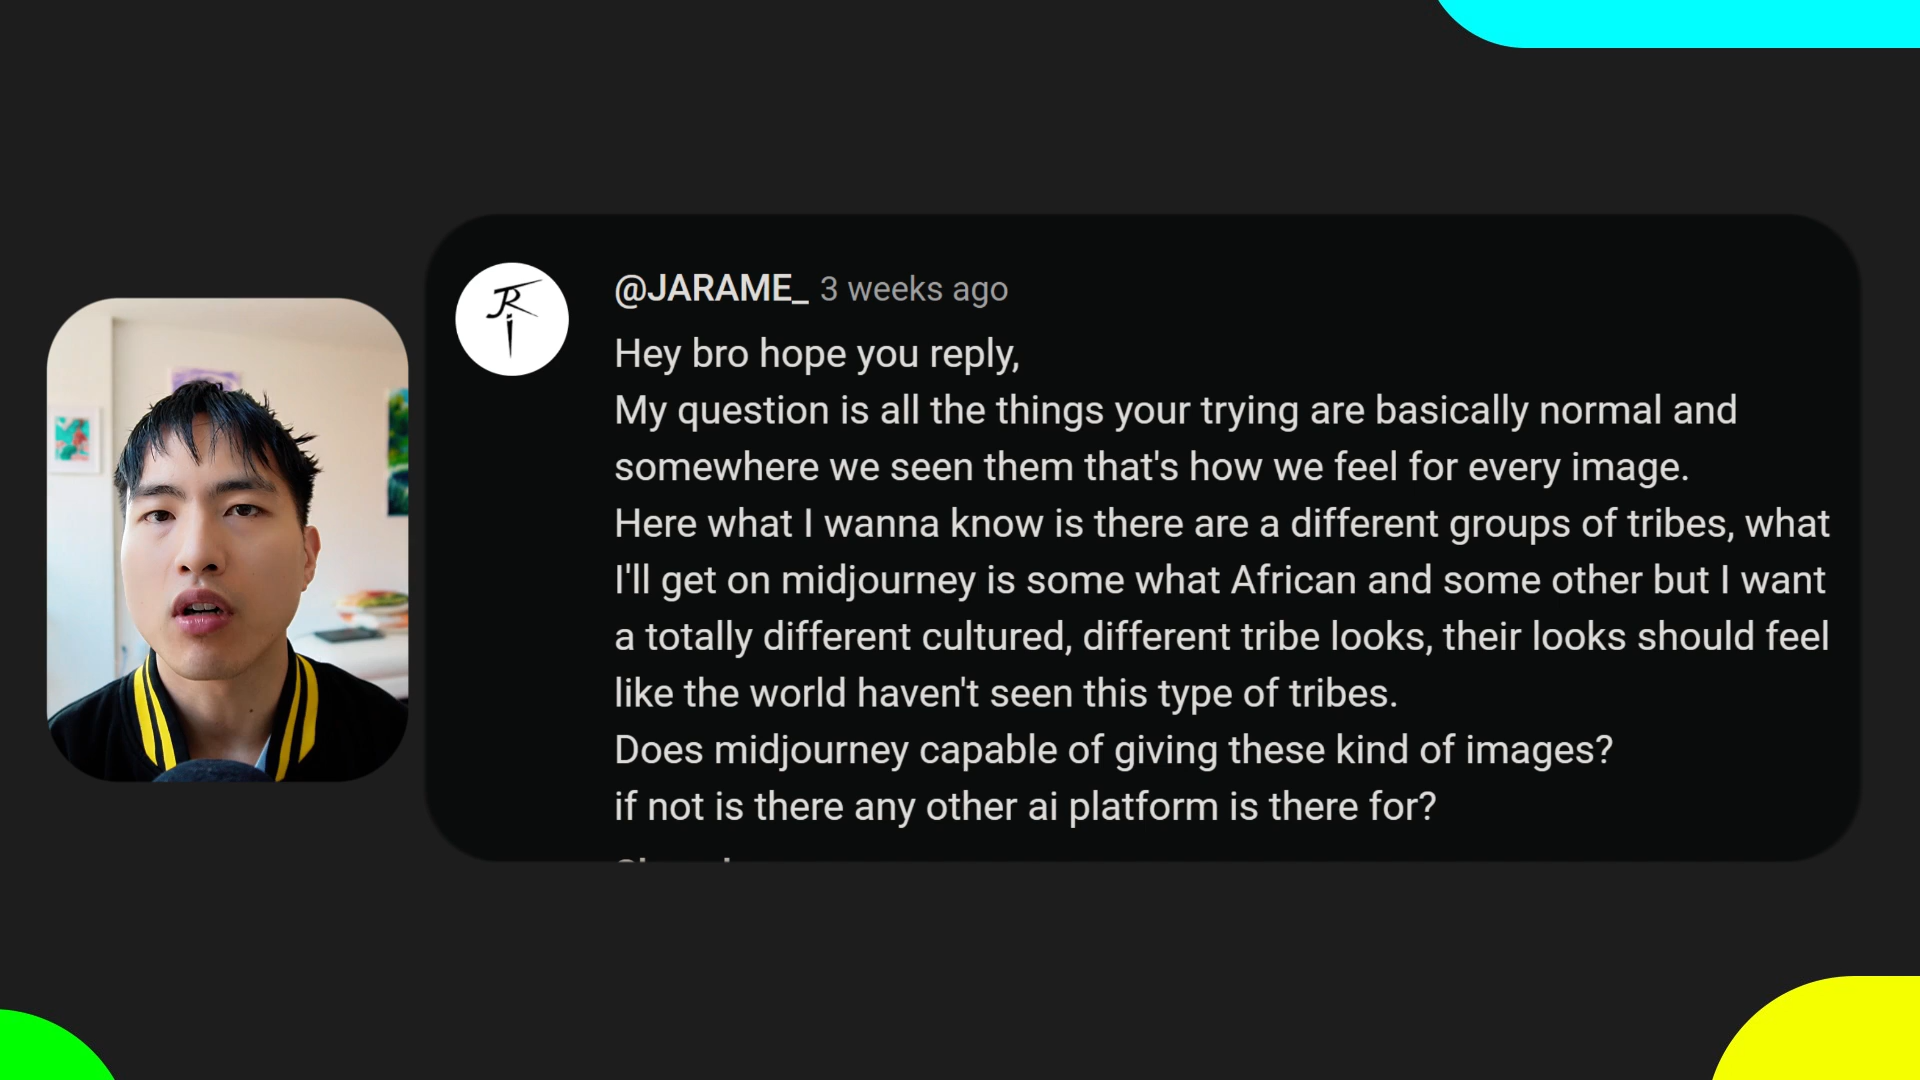 @JARAME_ 3 weeks ago
Hey bro hope you reply,
My question is all the things your trying are basically normal and
somewhere we seen them that's how we feel for every image.
Here what I wanna know is there are a different groups of tribes, what
I'll get on midjourney is some what African and some other but I want
a totally different cultured, different tribe looks, their looks should feel
like the world haven't seen this type of tribes.
Does midjourney capable of giving these kind of images?
if not is there any other ai platform is there for?